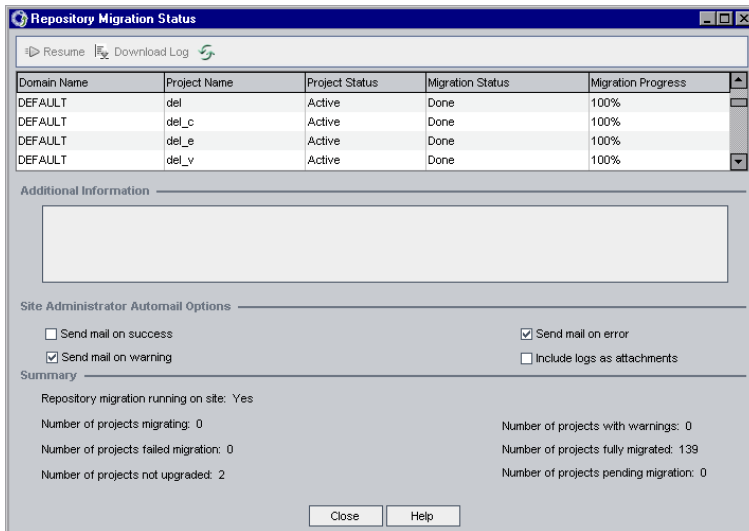 Repository Migration Status
Resume Download Log
Domain Name Project Name Project Status Migration Status Migration Progress
DEFAULT del Active Done 100%
DEFAULT del_c Active Done 100%
DEFAULT del_e Active Done 100%
DEFAULT del_v Active Done 100%
Additional Information
Site Administrator Automail Options
Send mail on success Send mail on error
Send mail on warning Include logs as attachments
Summary
Repository migration running on site: Yes
Number of projects migrating: 0 Number of projects with warnings: 0
Number of projects failed migration: 0 Number of projects fully migrated: 139
Number of projects not upgraded: 2 Number of projects pending migration: 0
Close Help